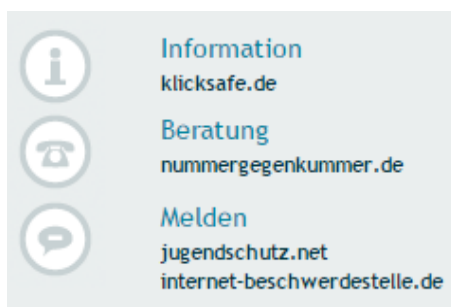 Information
klicksafe.de
Beratung
nummergegenkummer.de
Melden
jugendschutz.net
internet-beschwerdestelle.de